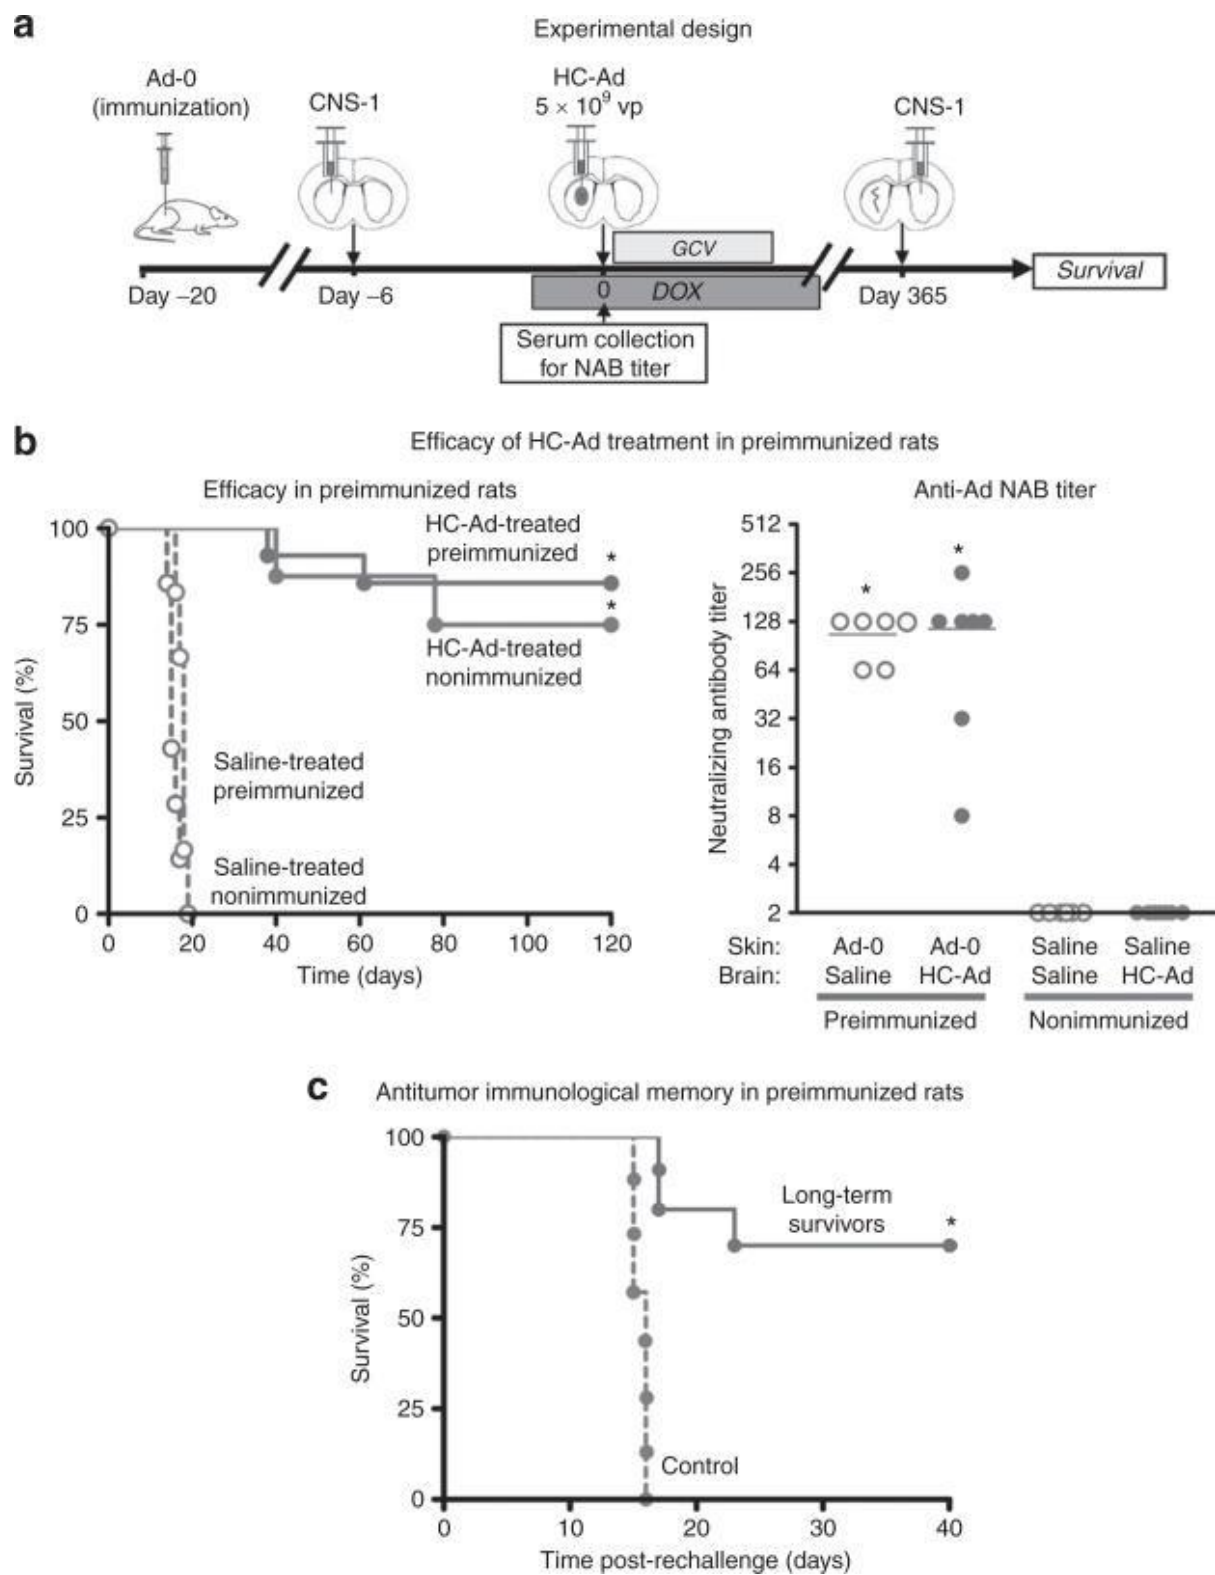 a
Experimental design
Ad-0
(immunization)
CNS-1
HC-Ad
5 × 10⁹ vp
CNS-1
GCV
DOX
0
Day –20
Day –6
Day 365
Survival
Serum collection
for NAB titer
b
Efficacy of HC-Ad treatment in preimmunized rats
Efficacy in preimmunized rats
Survival (%)
100
75
50
25
0
HC-Ad-treated
preimmunized
*
*
HC-Ad-treated
nonimmunized
Saline-treated
preimmunized
Saline-treated
nonimmunized
0 20 40 60 80 100 120
Time (days)
Anti-Ad NAB titer
Neutralizing antibody titer
512
256
128
64
32
16
8
4
2
*
*
Skin: Ad-0 Ad-0 Saline Saline
Brain: Saline HC-Ad Saline HC-Ad
Preimmunized Nonimmunized
c
Antitumor immunological memory in preimmunized rats
Survival (%)
100
75
50
25
0
Long-term
survivors
*
Control
0 10 20 30 40
Time post-rechallenge (days)